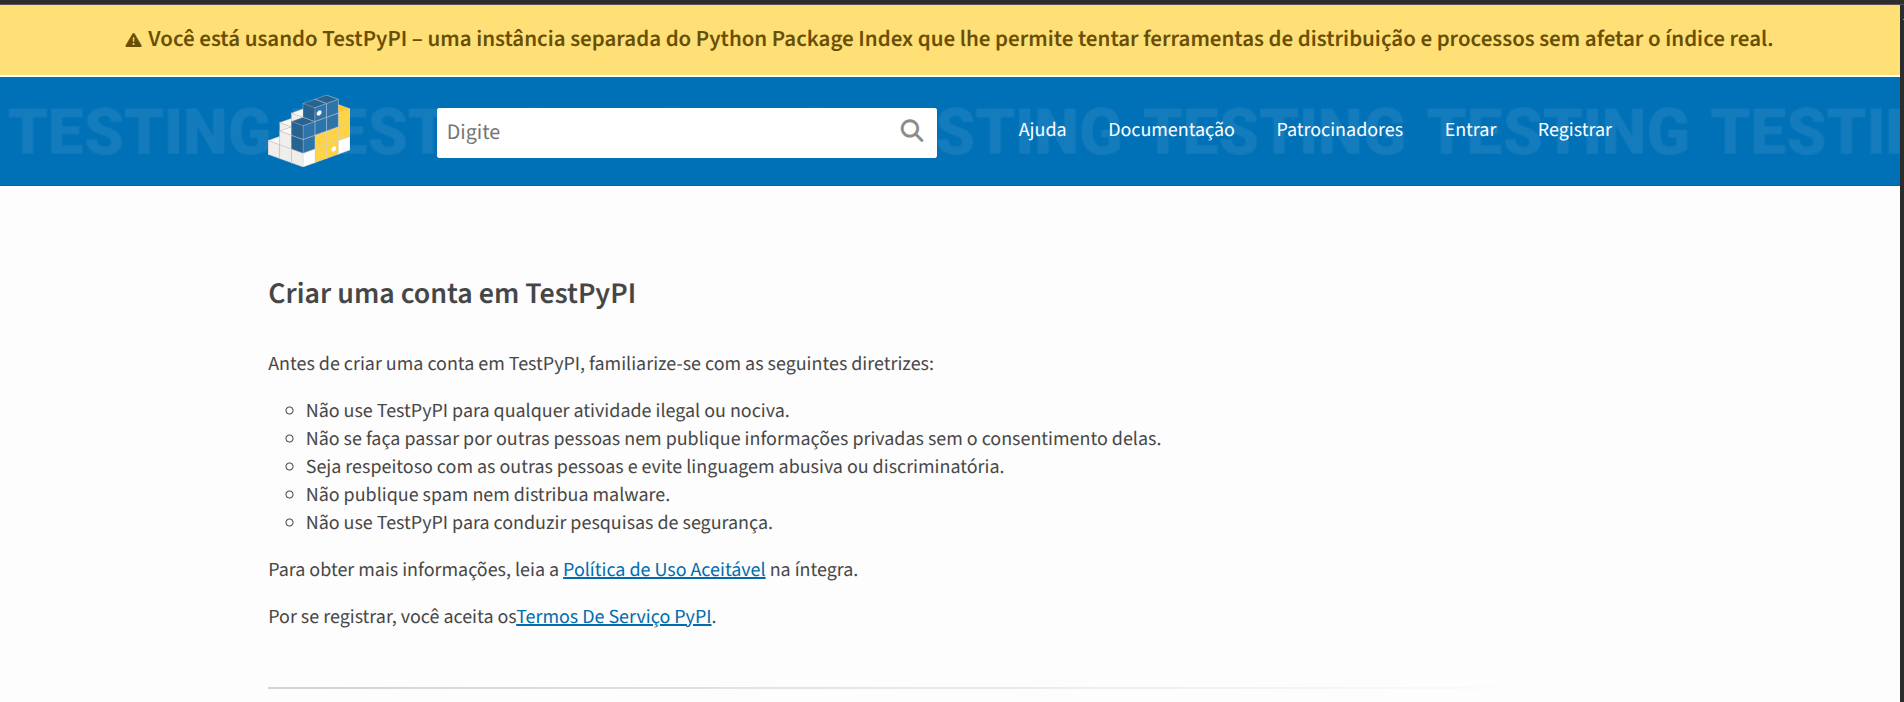 Você está usando TestPyPI – uma instância separada do Python Package Index que lhe permite tentar ferramentas de distribuição e processos sem afetar o índice real.
TESTING TESTING TESTING TESTING TESTING TESTI
Digite
Ajuda Documentação Patrocinadores Entrar Registrar
Criar uma conta em TestPyPI
Antes de criar uma conta em TestPyPI, familiarize-se com as seguintes diretrizes:
Não use TestPyPI para qualquer atividade ilegal ou nociva.
Não se faça passar por outras pessoas nem publique informações privadas sem o consentimento delas.
Seja respeitoso com as outras pessoas e evite linguagem abusiva ou discriminatória.
Não publique spam nem distribua malware.
Não use TestPyPI para conduzir pesquisas de segurança.
Para obter mais informações, leia a Política de Uso Aceitável na íntegra.
Por se registrar, você aceita osTermos De Serviço PyPI.